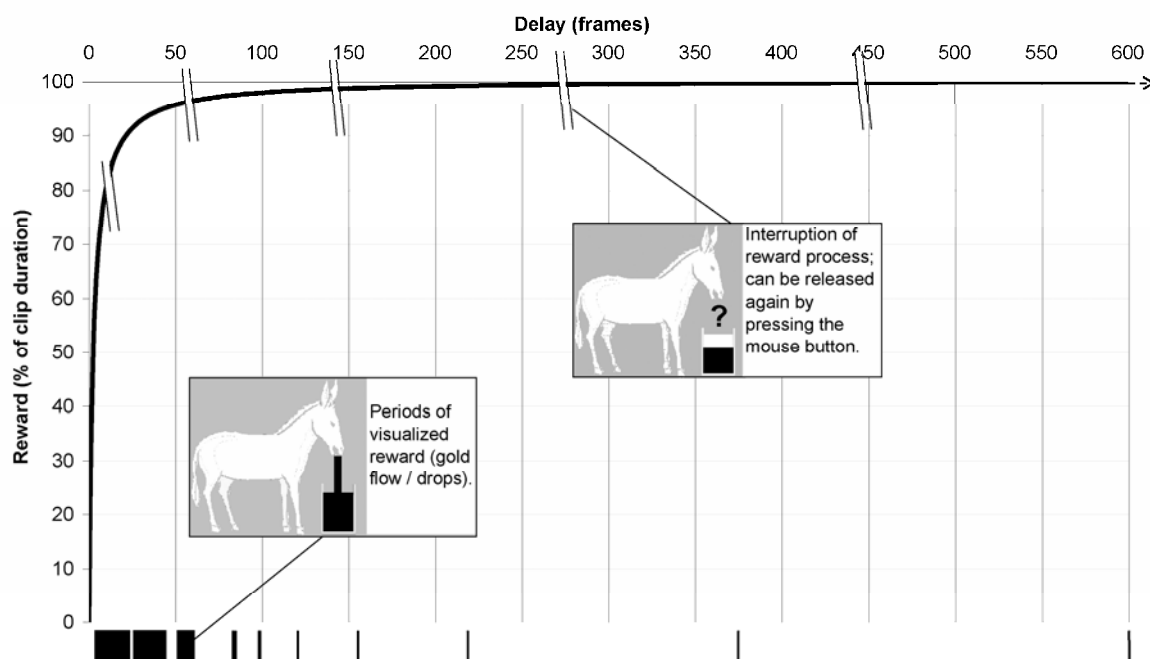 Delay (frames)
0 50 100 150 200 250 300 350 400 450 500 550 600
100
90
80
70
60
50
40
30
20
10
0
Reward (% of clip duration)
Interruption of
reward process;
can be released
again by
pressing the
mouse button.
?
Periods of
visualized
reward (gold
flow / drops).